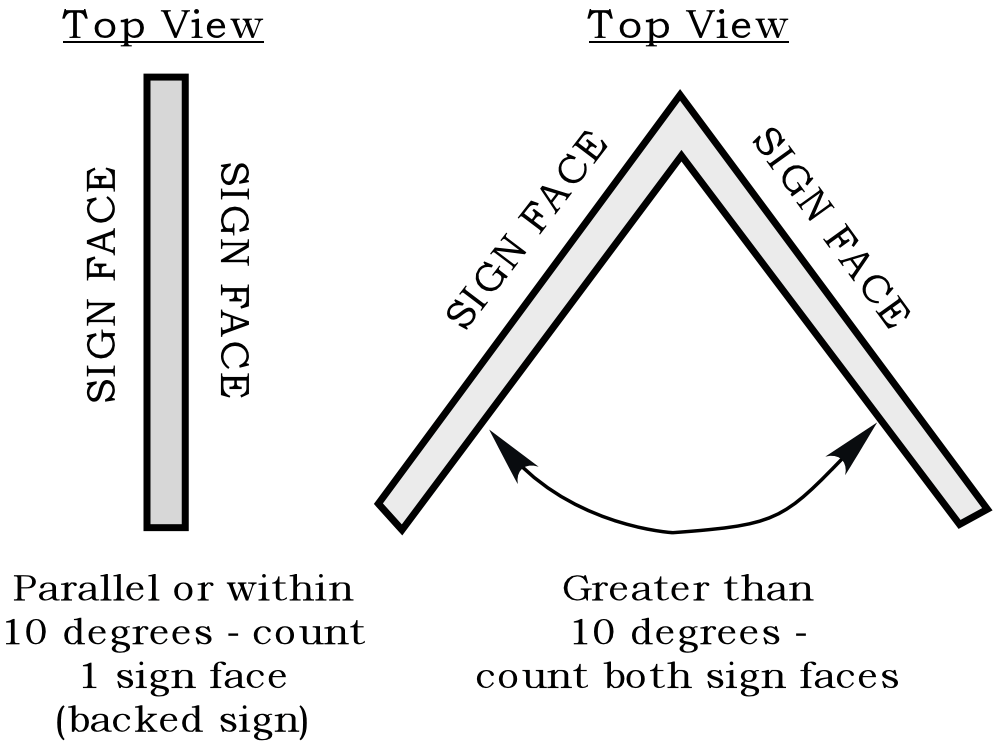 Top View
SIGN FACE
SIGN FACE
Parallel or within
10 degrees - count
1 sign face
(backed sign)
Top View
SIGN FACE
SIGN FACE
Greater than
10 degrees -
count both sign faces